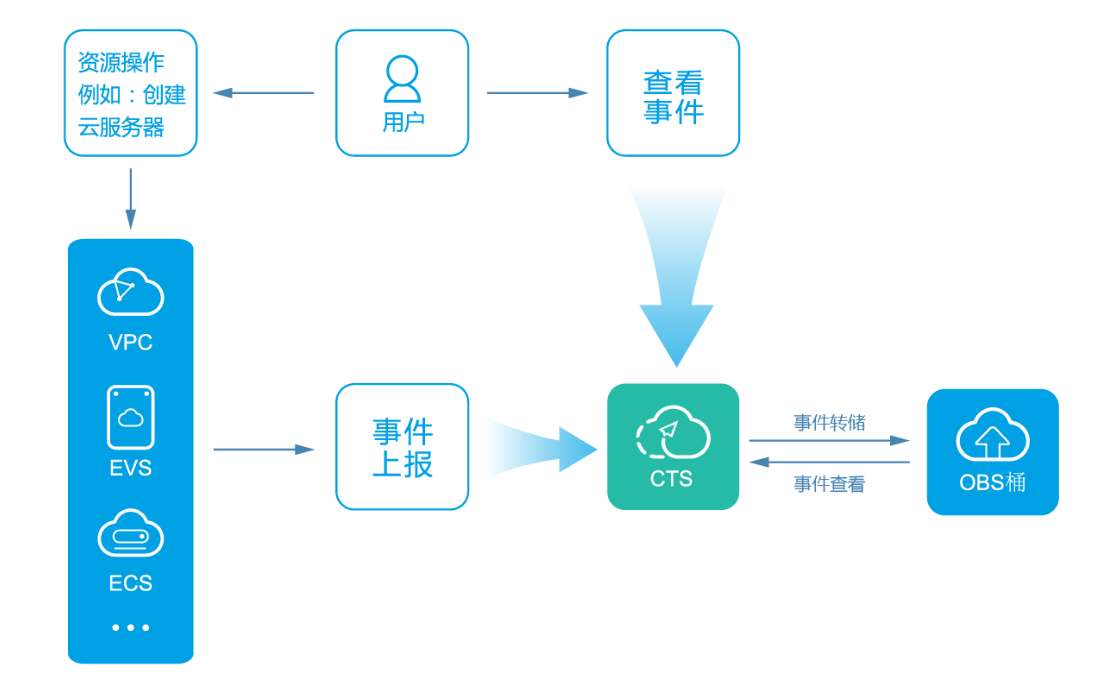 资源操作
例如：创建
云服务器
用户
查看
事件
VPC
EVS
ECS
事件
上报
CTS
事件转储
事件查看
OBS桶